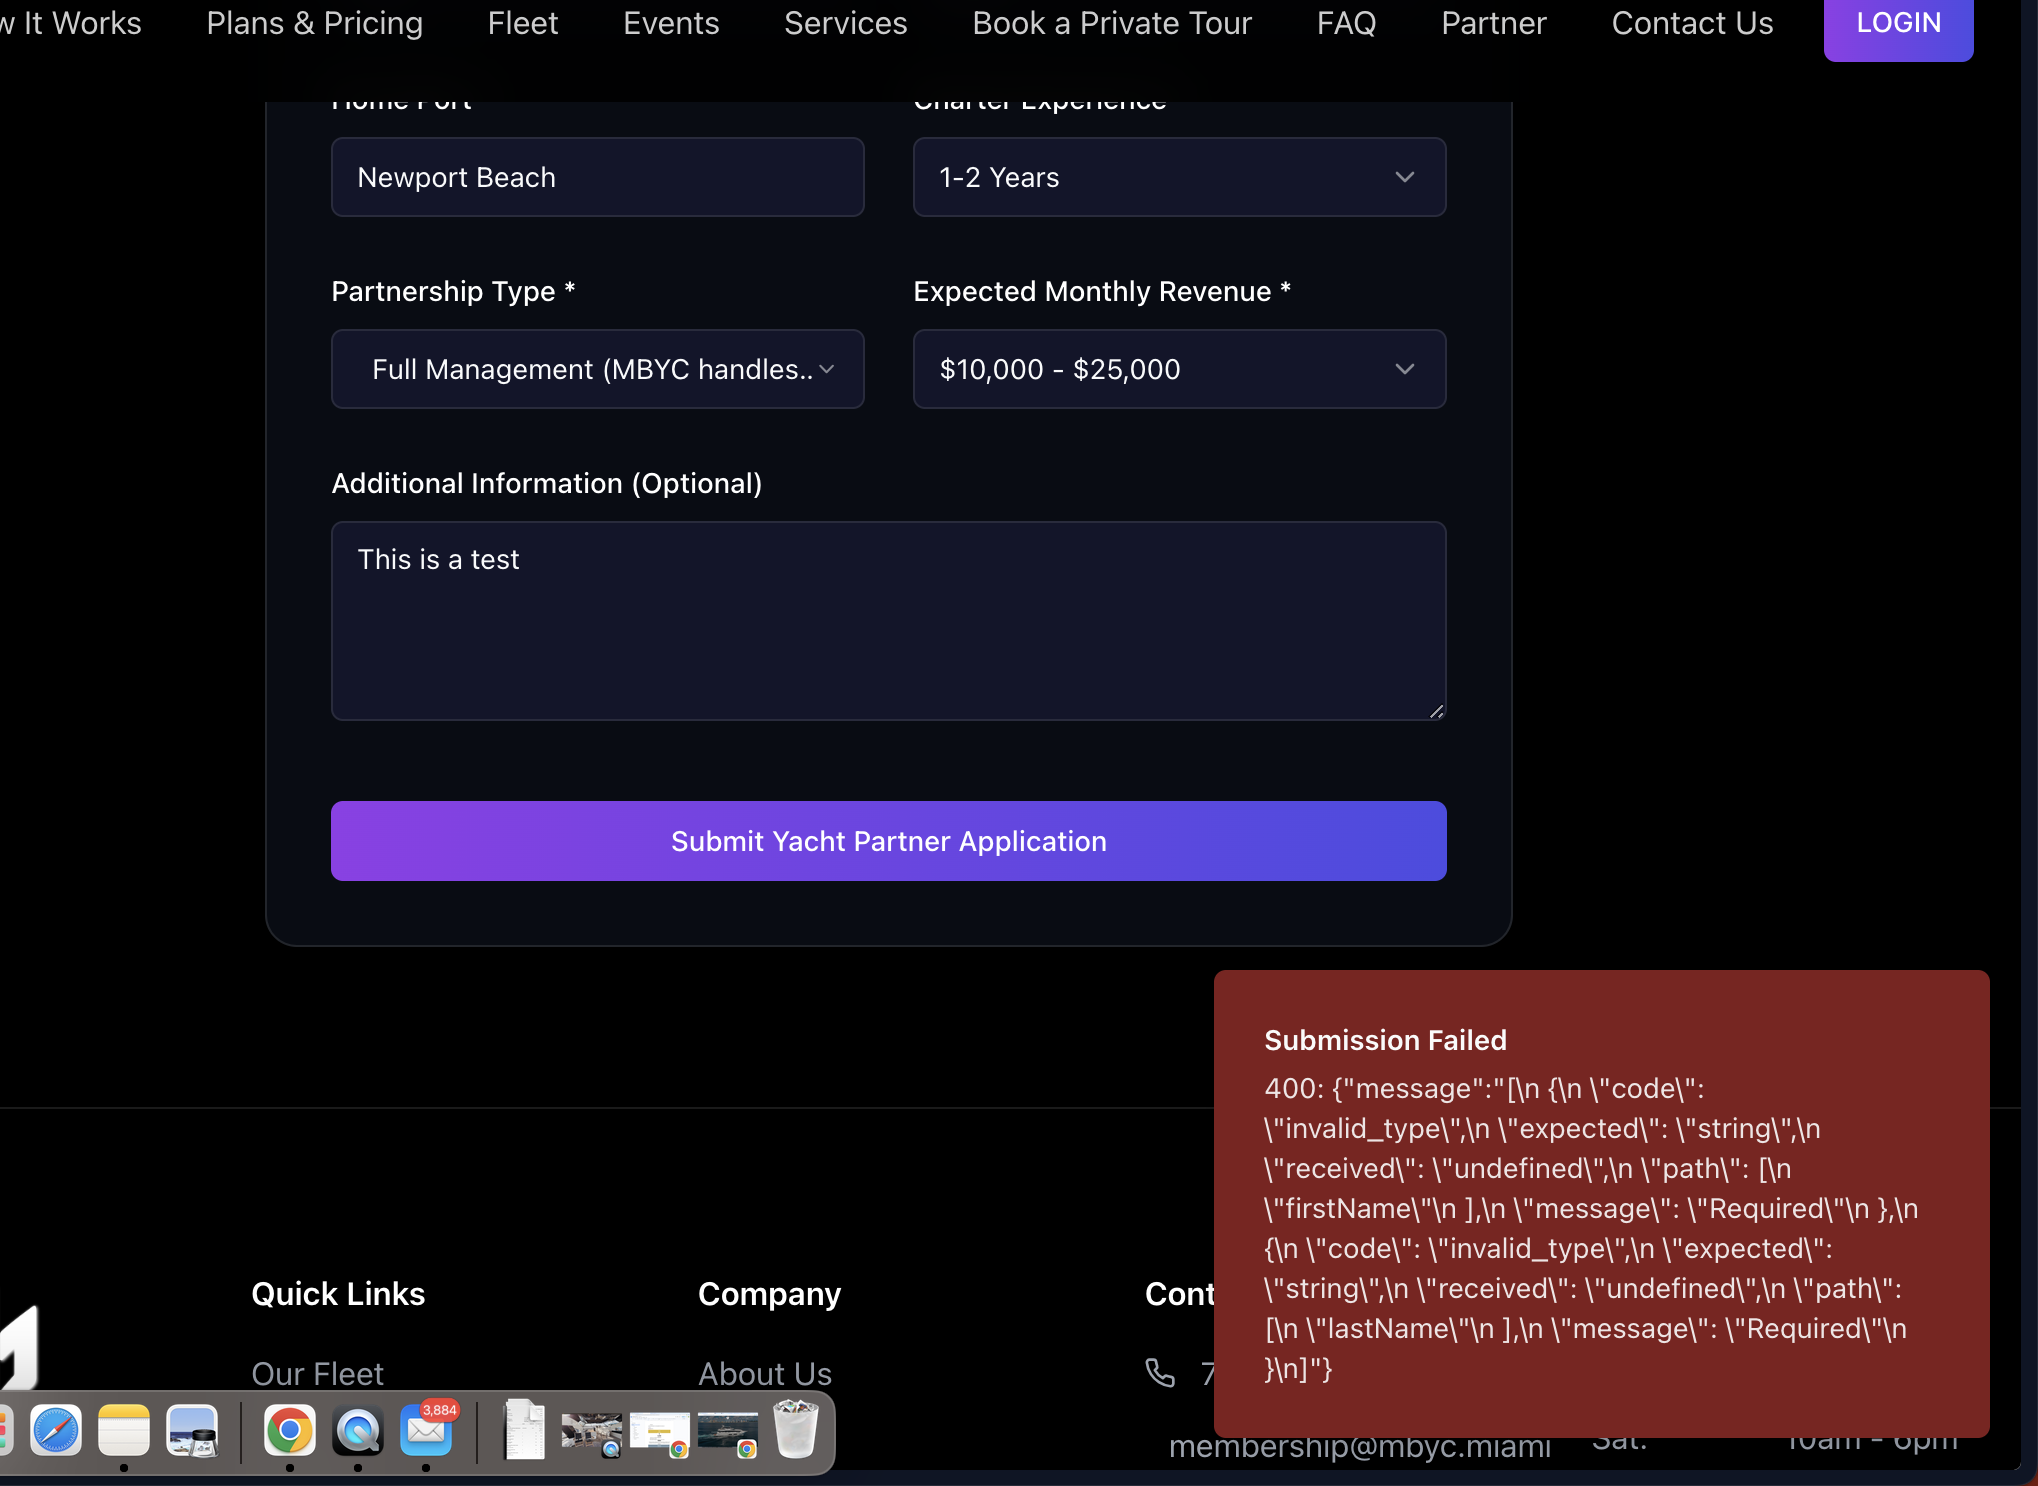 w It Works
Plans & Pricing
Fleet
Events
Services
Book a Private Tour
FAQ
Partner
Contact Us
LOGIN
Home Port
Charter Experience
Newport Beach
1-2 Years
Partnership Type *
Expected Monthly Revenue *
Full Management (MBYC handles..
$10,000 - $25,000
Additional Information (Optional)
This is a test
Submit Yacht Partner Application
Submission Failed
400: {"message":"[\n {\n \"code\":
\"invalid_type\",\n \"expected\": \"string\",\n
\"received\": \"undefined\",\n \"path\": [\n
\"firstName\"\n ],\n \"message\": \"Required\"\n },\n
{\n \"code\": \"invalid_type\",\n \"expected\":
\"string\",\n \"received\": \"undefined\",\n \"path\":
[\n \"lastName\"\n ],\n \"message\": \"Required\"\n
}\n]"}
Quick Links
Company
Cont
Our Fleet
About Us
7
3,884
membership@mbyc.miami
Sat:
10am - 6pm